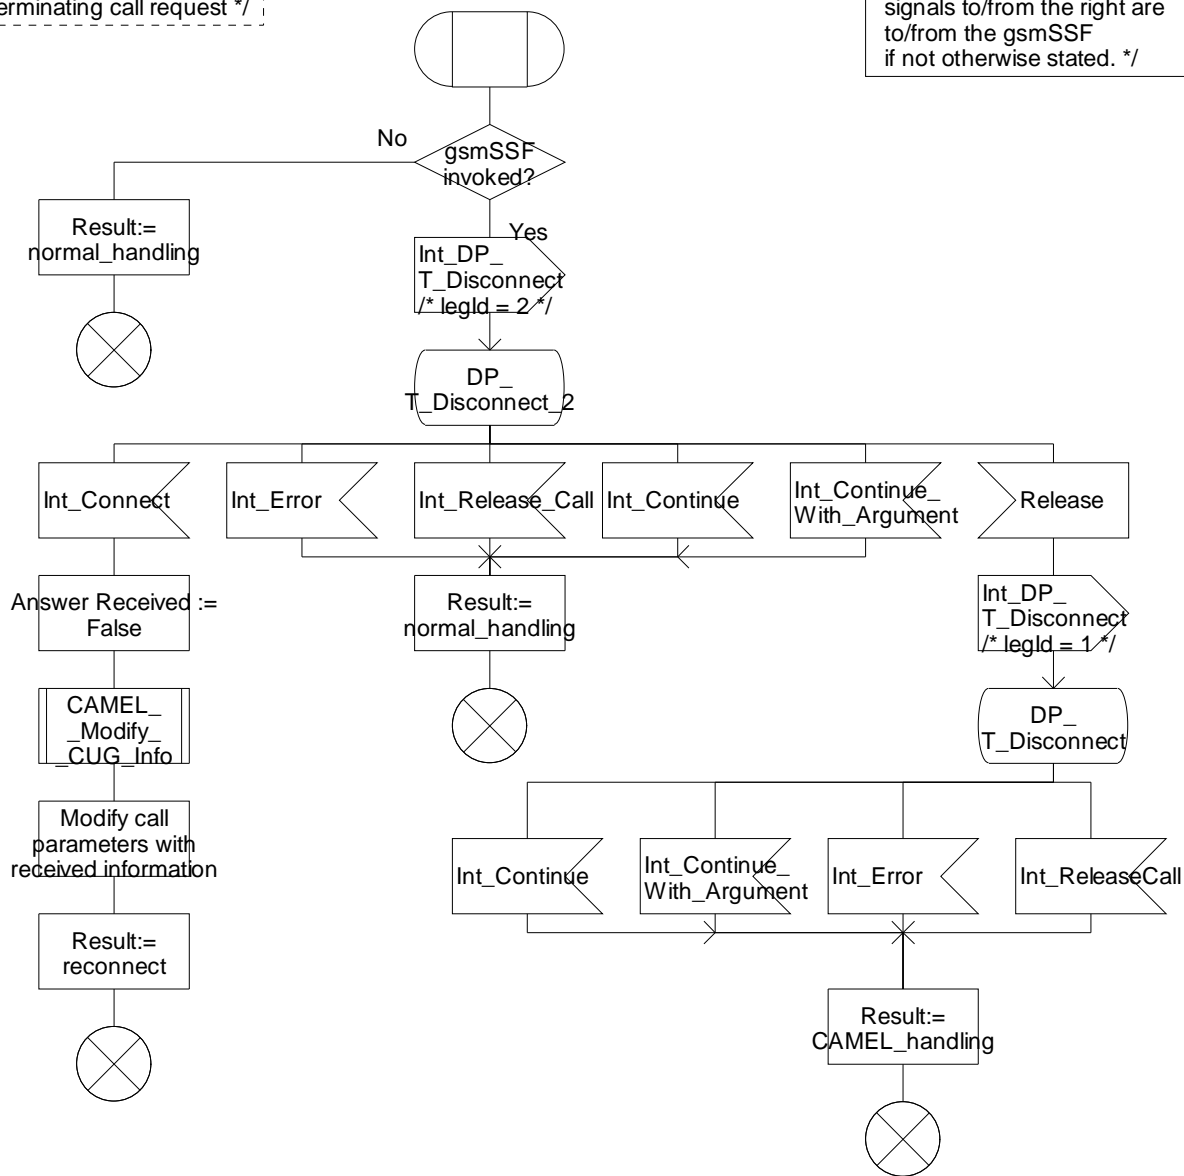 erminating call request */
signals to/from the right are
to/from the gsmSSF
if not otherwise stated. */
No
gsmSSF
invoked?
Yes
Result:=
normal_handling
Int_DP_
T_Disconnect
/* legId = 2 */
DP_
T_Disconnect_2
Int_Connect
Int_Error
Int_Release_Call
Int_Continue
Int_Continue_
With_Argument
Release
Answer Received :=
False
Result:=
normal_handling
Int_DP_
T_Disconnect
/* legId = 1 */
CAMEL_
_Modify_
_CUG_Info
DP_
T_Disconnect
Modify call
parameters with
received information
Int_Continue
Int_Continue_
With_Argument
Int_Error
Int_ReleaseCall
Result:=
reconnect
Result:=
CAMEL_handling